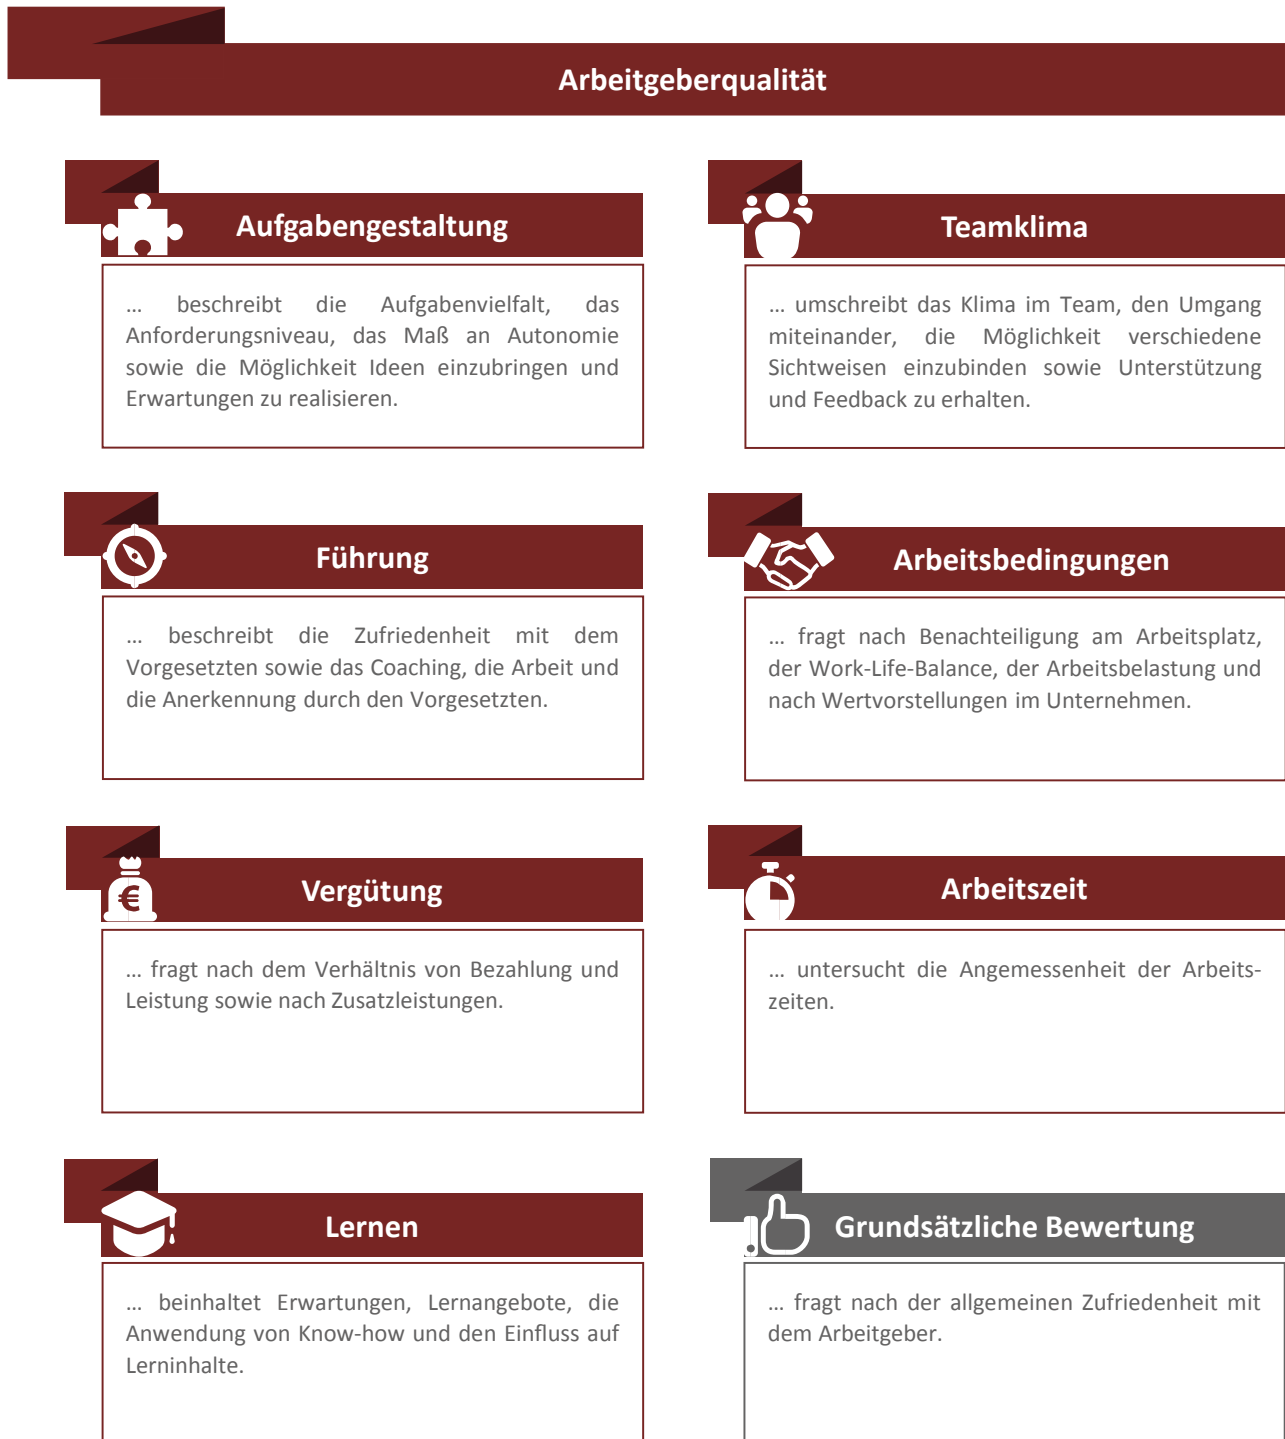 Arbeitgeberqualität
Aufgabengestaltung
... beschreibt die Aufgabenvielfalt, das
Anforderungsniveau, das Maß an Autonomie
sowie die Möglichkeit Ideen einzubringen und
Erwartungen zu realisieren.
Teamklima
... umschreibt das Klima im Team, den Umgang
miteinander, die Möglichkeit verschiedene
Sichtweisen einzubinden sowie Unterstützung
und Feedback zu erhalten.
Führung
... beschreibt die Zufriedenheit mit dem
Vorgesetzten sowie das Coaching, die Arbeit und
die Anerkennung durch den Vorgesetzten.
Arbeitsbedingungen
... fragt nach Benachteiligung am Arbeitsplatz,
der Work-Life-Balance, der Arbeitsbelastung und
nach Wertvorstellungen im Unternehmen.
€
Vergütung
... fragt nach dem Verhältnis von Bezahlung und
Leistung sowie nach Zusatzleistungen.
Arbeitszeit
... untersucht die Angemessenheit der Arbeits-
zeiten.
Lernen
... beinhaltet Erwartungen, Lernangebote, die
Anwendung von Know-how und den Einfluss auf
Lerninhalte.
Grundsätzliche Bewertung
... fragt nach der allgemeinen Zufriedenheit mit
dem Arbeitgeber.